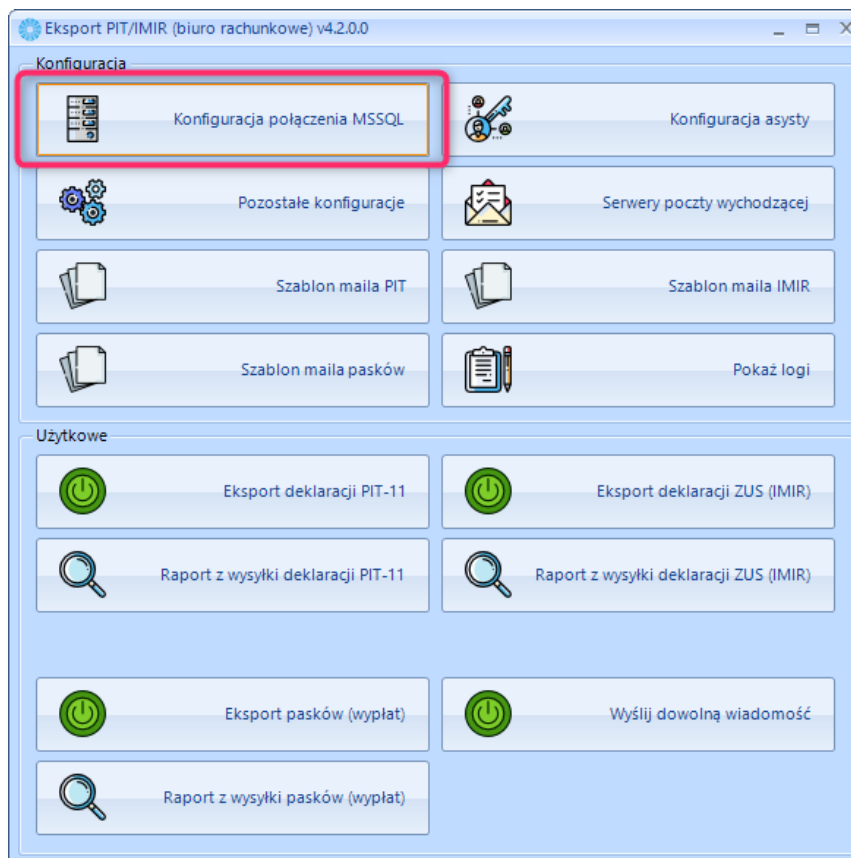 Eksport PIT/IMIR (biuro rachunkowe) v4.2.0.0
Konfiguracja
Konfiguracja połączenia MSSQL
Konfiguracja asysty
Pozostałe konfiguracje
Serwery poczty wychodzącej
Szablon maila PIT
Szablon maila IMIR
Szablon maila pasków
Pokaż logi
Użytkowe
Eksport deklaracji PIT-11
Eksport deklaracji ZUS (IMIR)
Raport z wysyłki deklaracji PIT-11
Raport z wysyłki deklaracji ZUS (IMIR)
Eksport pasków (wypłat)
Wyślij dowolną wiadomość
Raport z wysyłki pasków (wypłat)